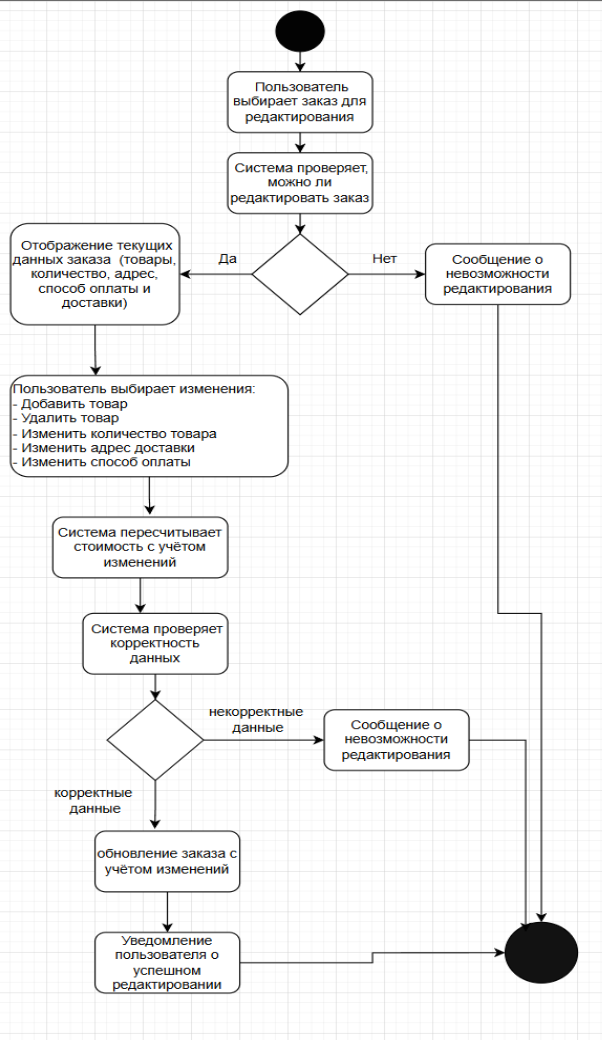 Пользователь
выбирает заказ для
редактирования
Система проверяет,
можно ли
редактировать заказ
Да
Нет
Отображение текущих
данных заказа (товары,
количество, адрес,
способ оплаты и
доставки)
Сообщение о
невозможности
редактирования
Пользователь выбирает изменения:
- Добавить товар
- Удалить товар
- Изменить количество товара
- Изменить адрес доставки
- Изменить способ оплаты
Система пересчитывает
стоимость с учётом
изменений
Система проверяет
корректность
данных
некорректные
данные
Сообщение о
невозможности
редактирования
корректные
данные
обновление заказа с
учётом изменений
Уведомление
пользователя о
успешном
редактировании